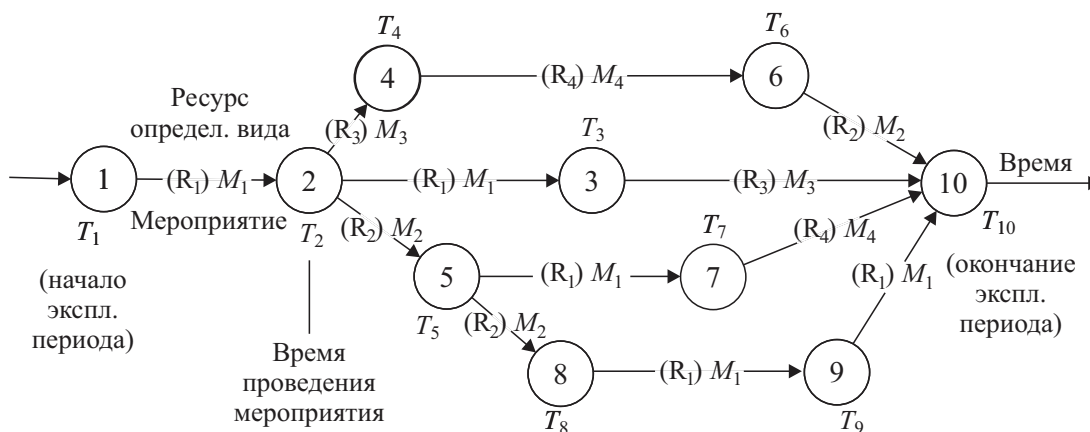 T₄
T₆
4
(R₄) M₄
6
Ресурс
определ. вида
(R₃) M₃
T₃
(R₂) M₂
1
(R₁) M₁
2
(R₁) M₁
3
(R₃) M₃
10
Время
T₁
Мероприятие
T₂
(R₂) M₂
T₇
(R₄) M₄
T₁₀
(начало
экспл.
периода)
5
(R₁) M₁
7
(R₁) M₁
(окончание
экспл.
периода)
T₅
(R₂) M₂
Время
проведения
мероприятия
8
(R₁) M₁
9
T₈
T₉